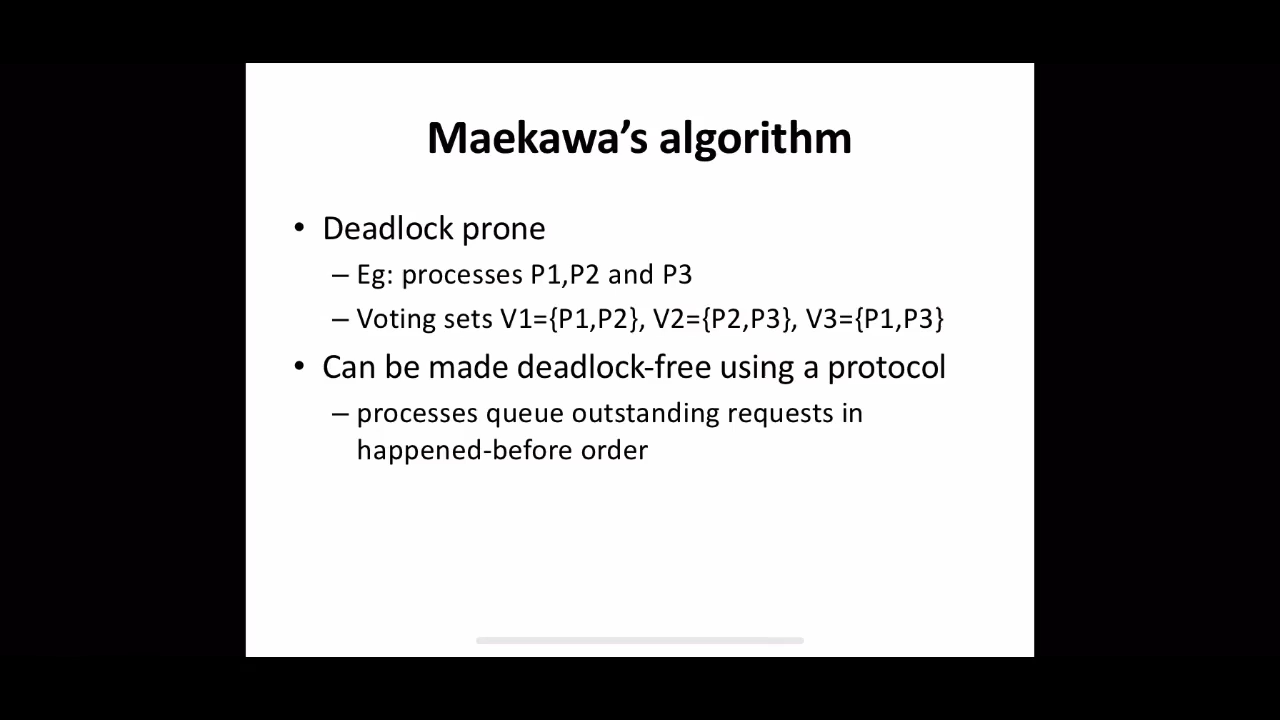 Maekawa’s algorithm
• Deadlock prone
– Eg: processes P1,P2 and P3
– Voting sets V1={P1,P2}, V2={P2,P3}, V3={P1,P3}
• Can be made deadlock-free using a protocol
– processes queue outstanding requests in
happened-before order